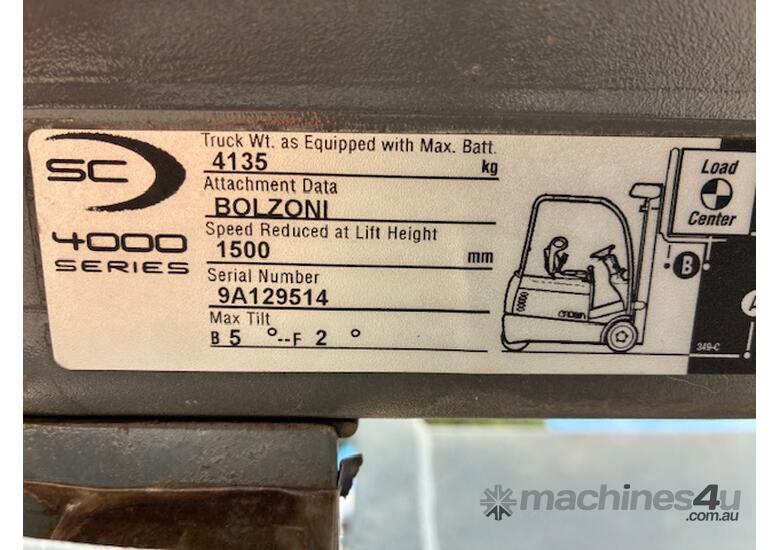 SC
4000
SERIES
Truck Wt. as Equipped with Max. Batt.
4135 kg
Attachment Data
BOLZONI
Speed Reduced at Lift Height
1500 mm
Serial Number
9A129514
Max Tilt
B 5 °--F 2 °
Load
Center
B
A
CROWN
349-C
machines4u
.com.au